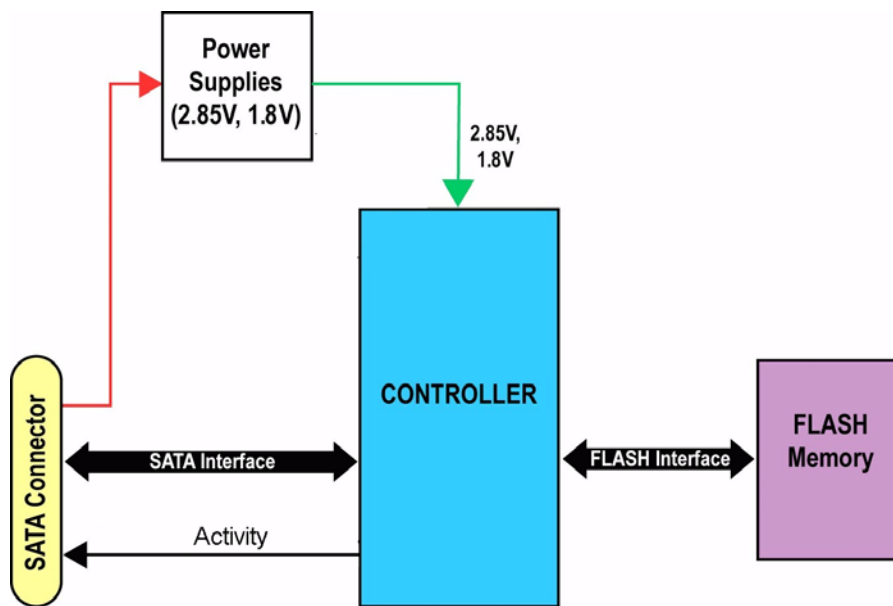 Power
Supplies
(2.85V, 1.8V)
2.85V,
1.8V
CONTROLLER
SATA Connector
SATA Interface
Activity
FLASH Interface
FLASH
Memory